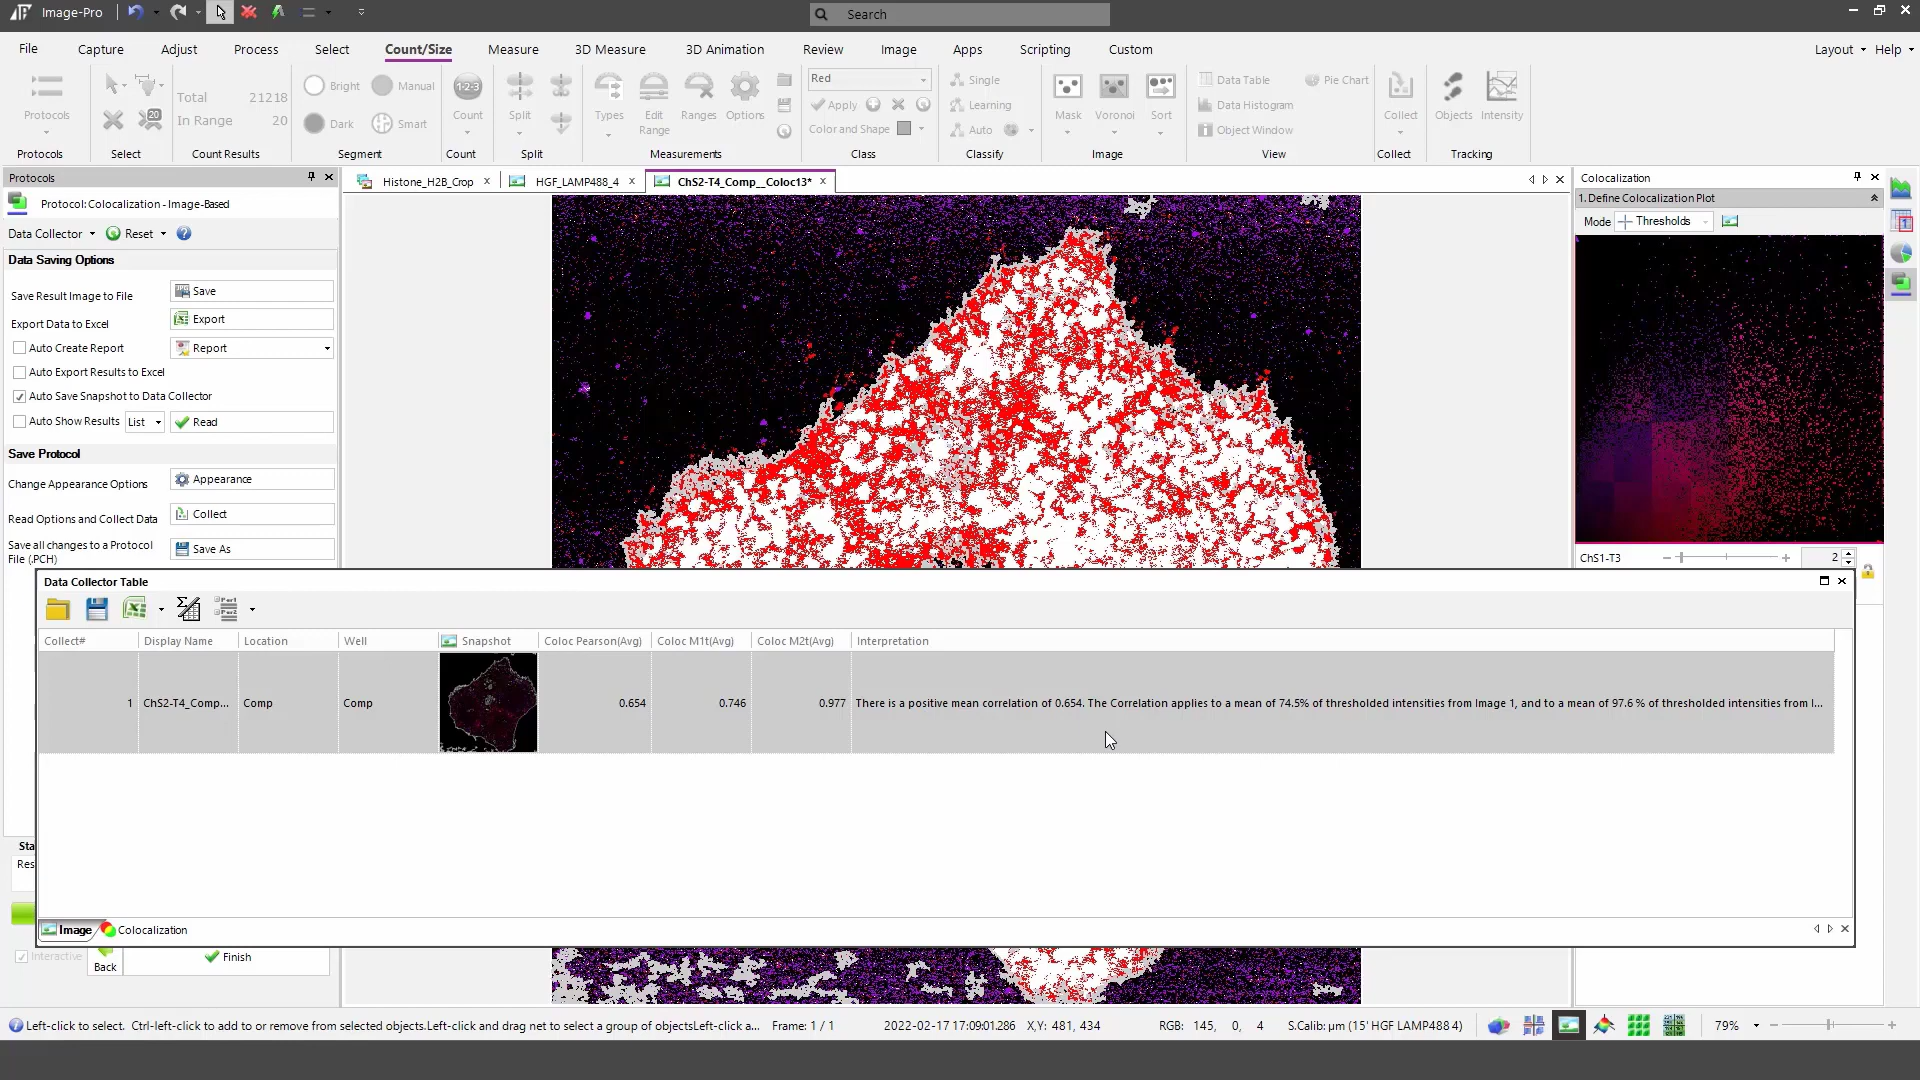 Image-Pro
Search
File Capture Adjust Process Select Count/Size Measure 3D Measure 3D Animation Review Image Apps Scripting Custom Layout Help
Protocols
Protocols
20
Select
Total 21218
In Range 20
Count Results
Bright Manual
Dark Smart
Segment
1·2·3
Count
Count
Split
Split
Types
Edit Range
Ranges
Options
Measurements
Red
Apply
Color and Shape
Class
Single
Learning
Auto
Classify
Mask
Voronoi
Sort
Image
Data Table Pie Chart
Data Histogram
Object Window
View
Collect
Collect
Objects Intensity
Tracking
Protocols
Protocol: Colocalization - Image-Based
Data Collector Reset
Data Saving Options
Save Result Image to File Save
Export Data to Excel Export
Auto Create Report Report
Auto Export Results to Excel
Auto Save Snapshot to Data Collector
Auto Show Results List Read
Save Protocol
Change Appearance Options Appearance
Read Options and Collect Data Collect
Save all changes to a Protocol File (.PCH) Save As
Sta
Res
Interactive
Back
Finish
Histone_H2B_Crop HGF_LAMP488_4 ChS2-T4_Comp__Coloc13*
Colocalization
1. Define Colocalization Plot
Mode Thresholds
ChS1-T3 2
Data Collector Table
Collect# Display Name Location Well Snapshot Coloc Pearson(Avg) Coloc M1t(Avg) Coloc M2t(Avg) Interpretation
1 ChS2-T4_Comp... Comp Comp 0.654 0.746 0.977 There is a positive mean correlation of 0.654. The Correlation applies to a mean of 74.5% of thresholded intensities from Image 1, and to a mean of 97.6 % of thresholded intensities from I...
Image Colocalization
Left-click to select. Ctrl-left-click to add to or remove from selected objects.Left-click and drag net to select a group of objectsLeft-click a... Frame: 1 / 1 2022-02-17 17:09:01.286 X,Y: 481, 434 RGB: 145, 0, 4 S.Calib: µm (15' HGF LAMP488 4) 79%